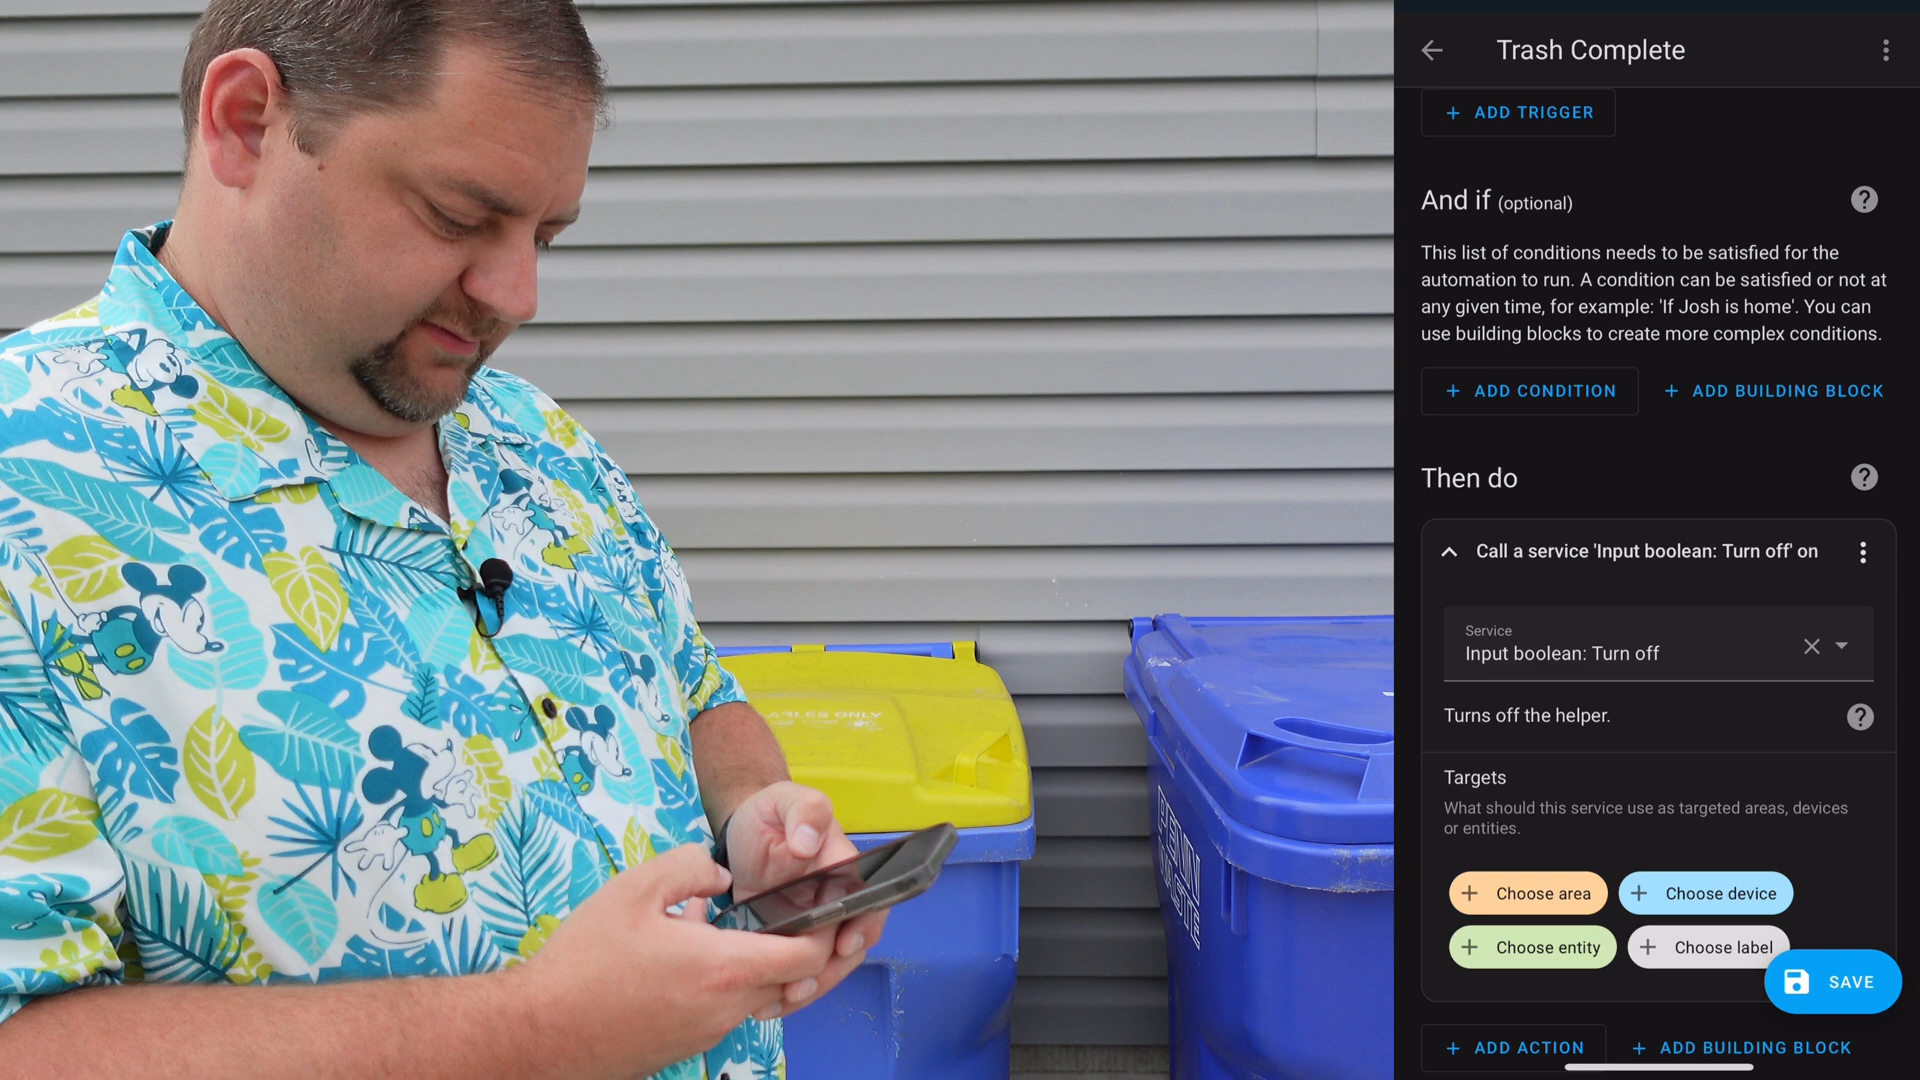 Trash Complete
+ ADD TRIGGER
And if (optional)
This list of conditions needs to be satisfied for the
automation to run. A condition can be satisfied or not at
any given time, for example: 'If Josh is home'. You can
use building blocks to create more complex conditions.
+ ADD CONDITION
+ ADD BUILDING BLOCK
Then do
Call a service 'Input boolean: Turn off' on
Service
Input boolean: Turn off
Turns off the helper.
Targets
What should this service use as targeted areas, devices
or entities.
+ Choose area
+ Choose device
+ Choose entity
+ Choose label
SAVE
+ ADD ACTION
+ ADD BUILDING BLOCK
ABLES ONLY
PENN
WASTE